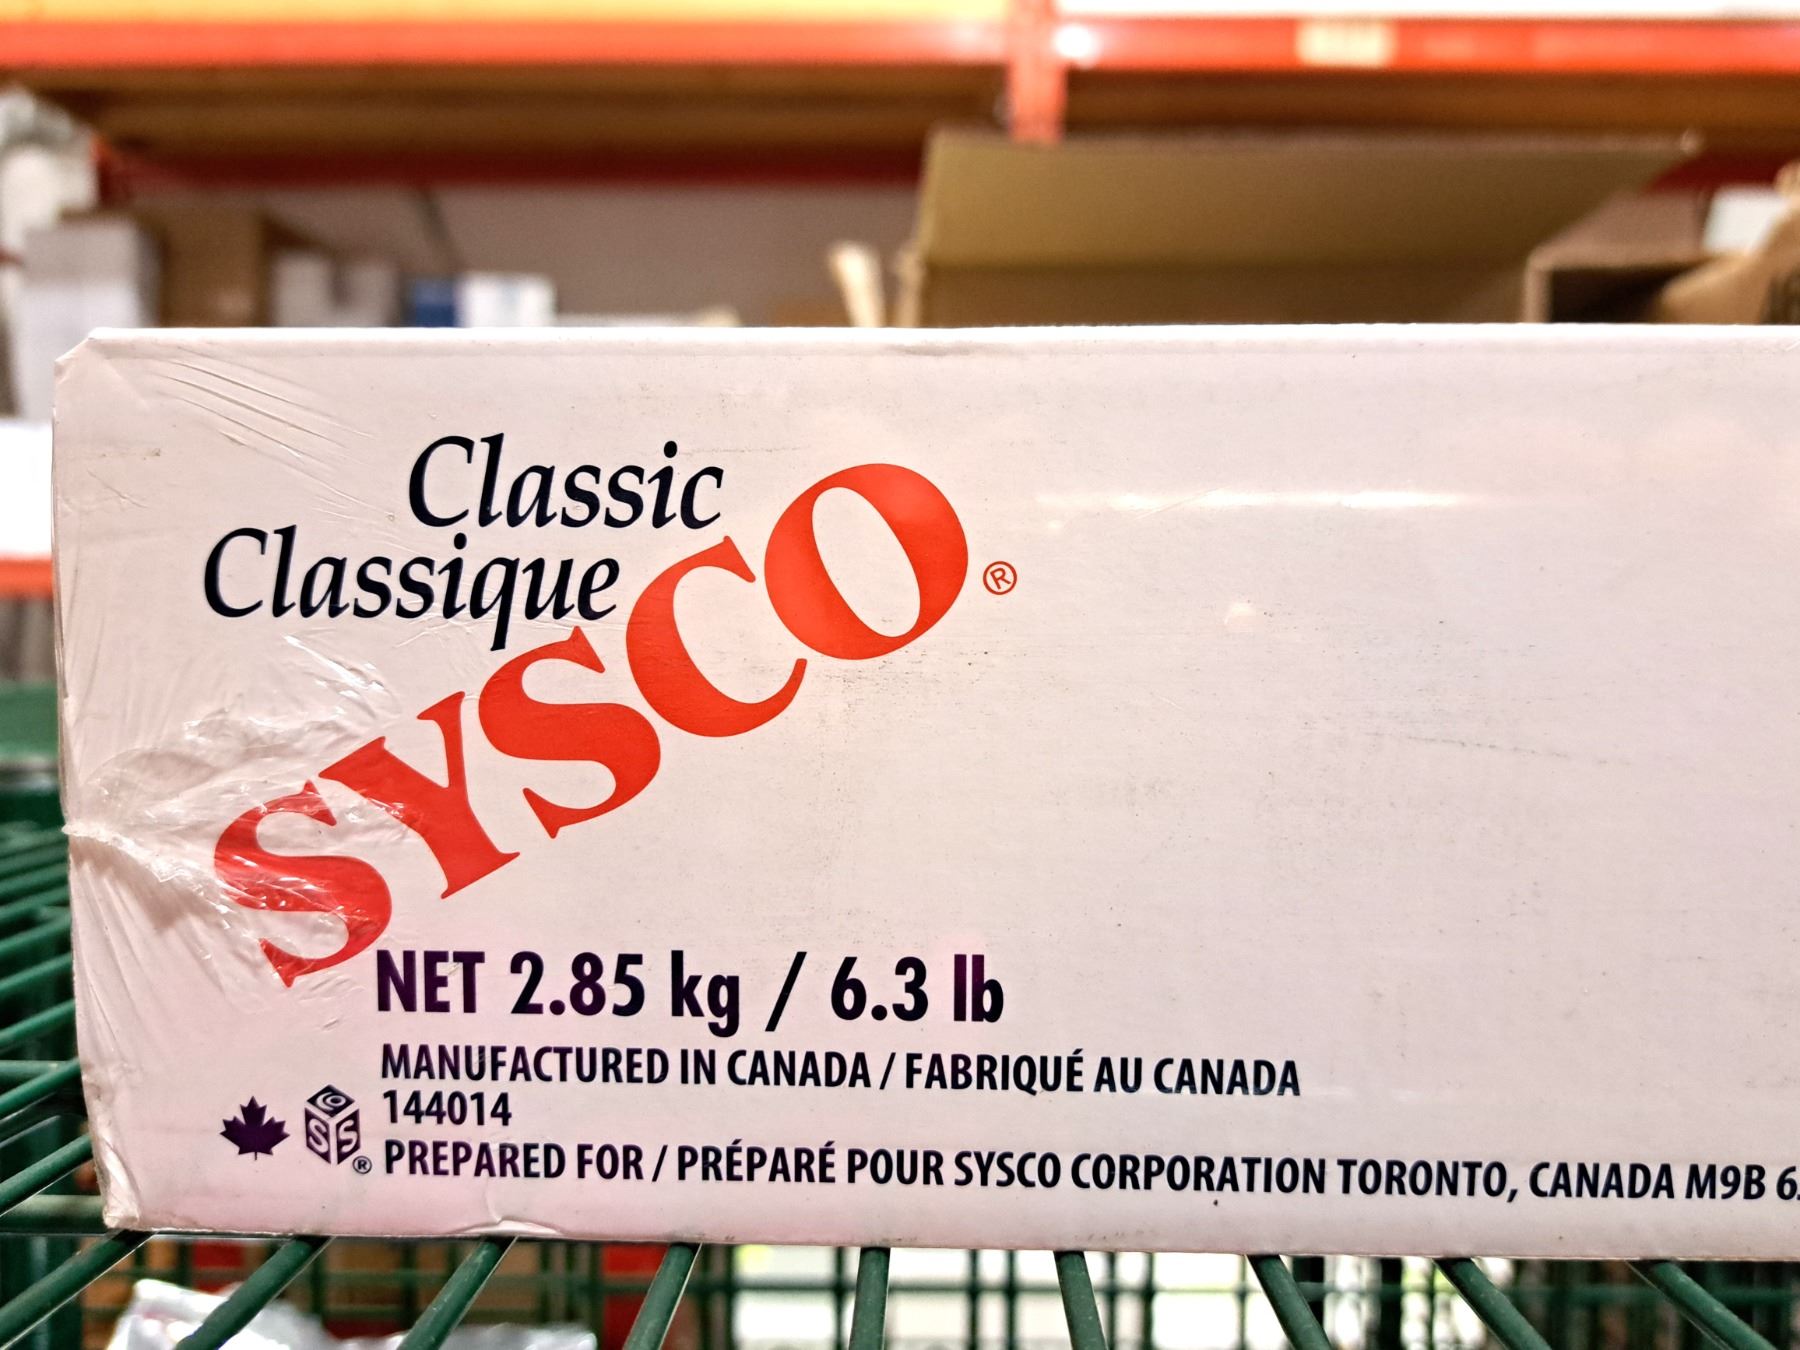 Classic
Classique
SYSCO®
NET 2.85 kg / 6.3 lb
MANUFACTURED IN CANADA / FABRIQUÉ AU CANADA
144014
PREPARED FOR / PRÉPARÉ POUR SYSCO CORPORATION TORONTO, CANADA M9B